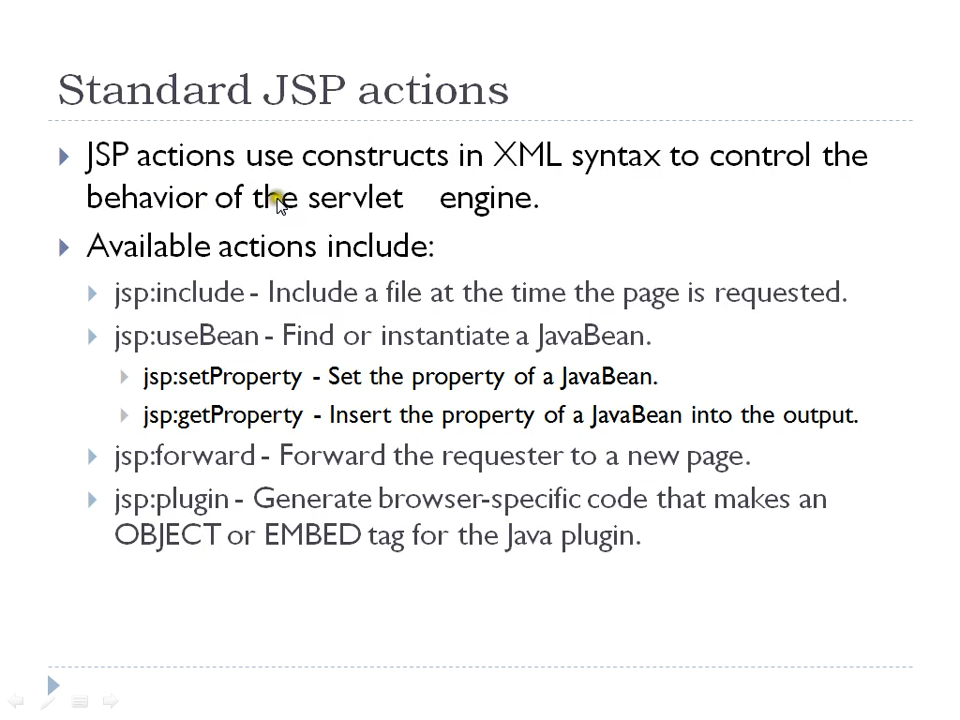 Standard JSP actions
JSP actions use constructs in XML syntax to control the
behavior of the servlet engine.
Available actions include:
jsp:include - Include a file at the time the page is requested.
jsp:useBean - Find or instantiate a JavaBean.
jsp:setProperty - Set the property of a JavaBean.
jsp:getProperty - Insert the property of a JavaBean into the output.
jsp:forward - Forward the requester to a new page.
jsp:plugin - Generate browser-specific code that makes an
OBJECT or EMBED tag for the Java plugin.